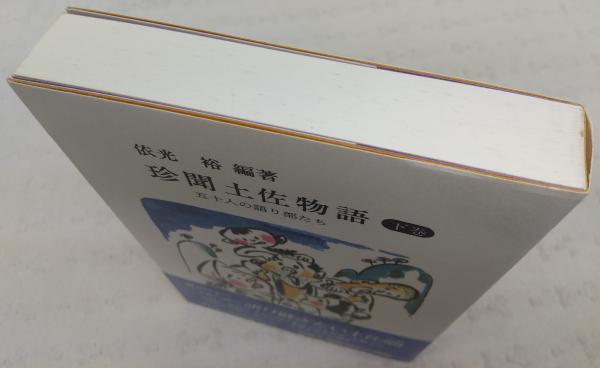 依光 裕 編著
珍聞土佐物語 下巻
五十人の語り部たち